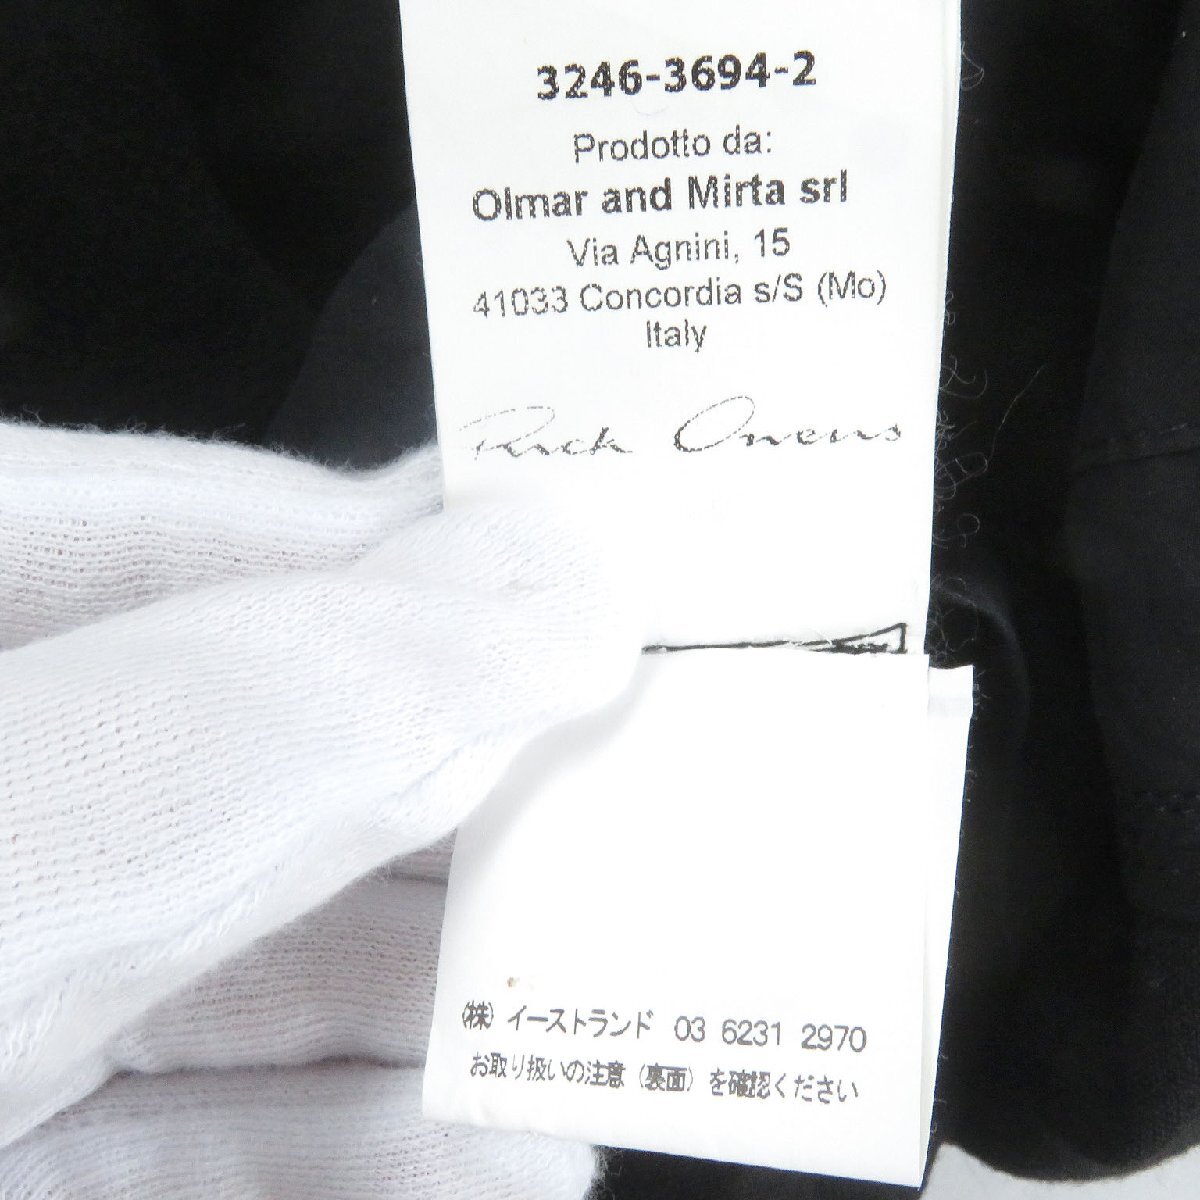 3246-3694-2
Prodotto da:
Olmar and Mirta srl
Via Agnini, 15
41033 Concordia s/S (Mo)
Italy
Rick Owens
(株) イーストランド 03 6231 2970
お取り扱いの注意 (裏面) を確認ください